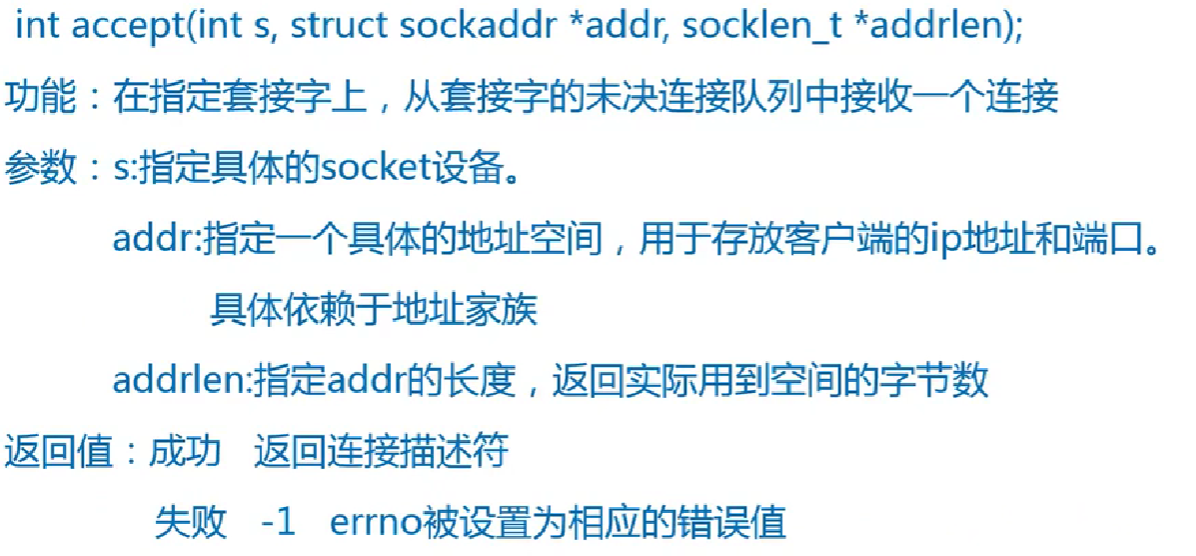 int accept(int s, struct sockaddr *addr, socklen_t *addrlen);
功能：在指定套接字上，从套接字的未决连接队列中接收一个连接
参数：s:指定具体的socket设备。
addr:指定一个具体的地址空间，用于存放客户端的ip地址和端口。
具体依赖于地址家族
addrlen:指定addr的长度，返回实际用到空间的字节数
返回值：成功 返回连接描述符
失败 -1 errno被设置为相应的错误值